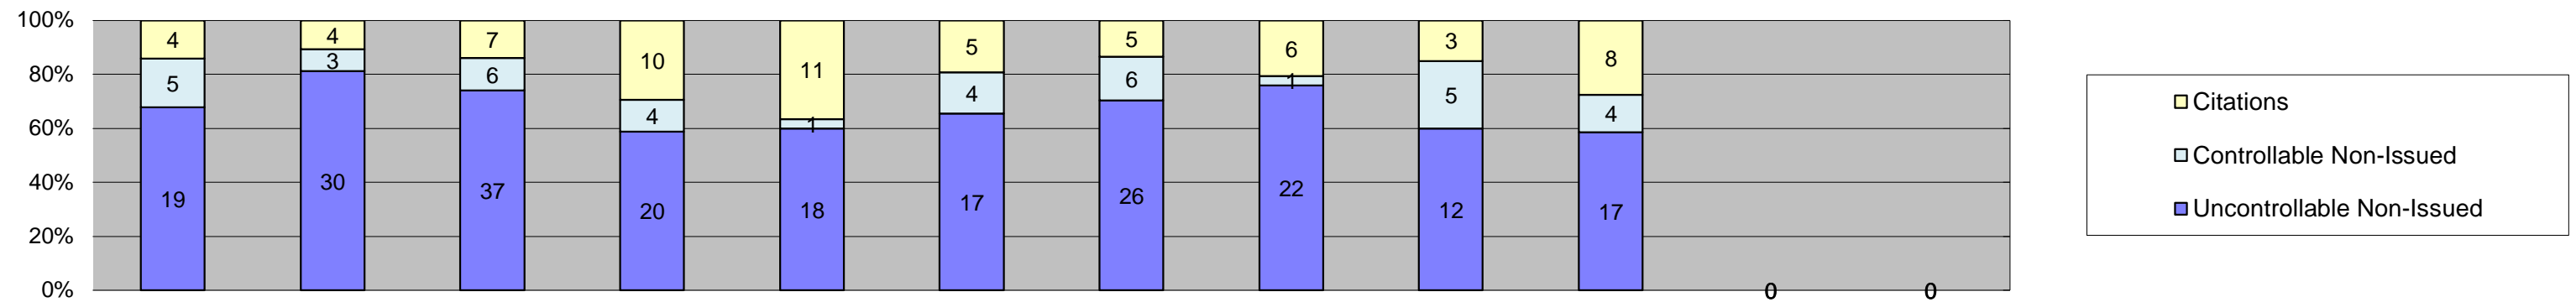 100%
80%
60%
40%
20%
0%
4 4 7 10 11 5 5 6 3 8
5 3 6 4 1 4 6 1 5 4
19 30 37 20 18 17 26 22 12 17 0 0
Citations
Controllable Non-Issued
Uncontrollable Non-Issued